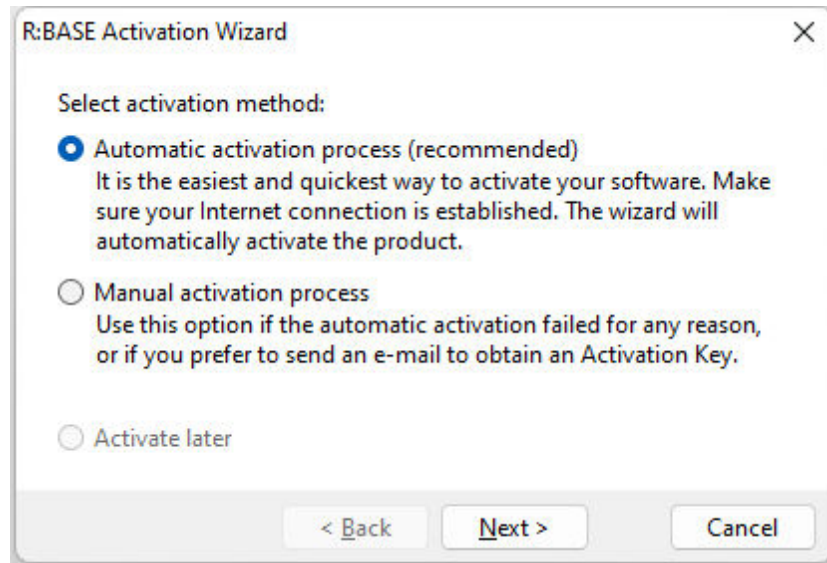 R:BASE Activation Wizard
Select activation method:
Automatic activation process (recommended)
It is the easiest and quickest way to activate your software. Make
sure your Internet connection is established. The wizard will
automatically activate the product.
Manual activation process
Use this option if the automatic activation failed for any reason,
or if you prefer to send an e-mail to obtain an Activation Key.
Activate later
< Back Next > Cancel